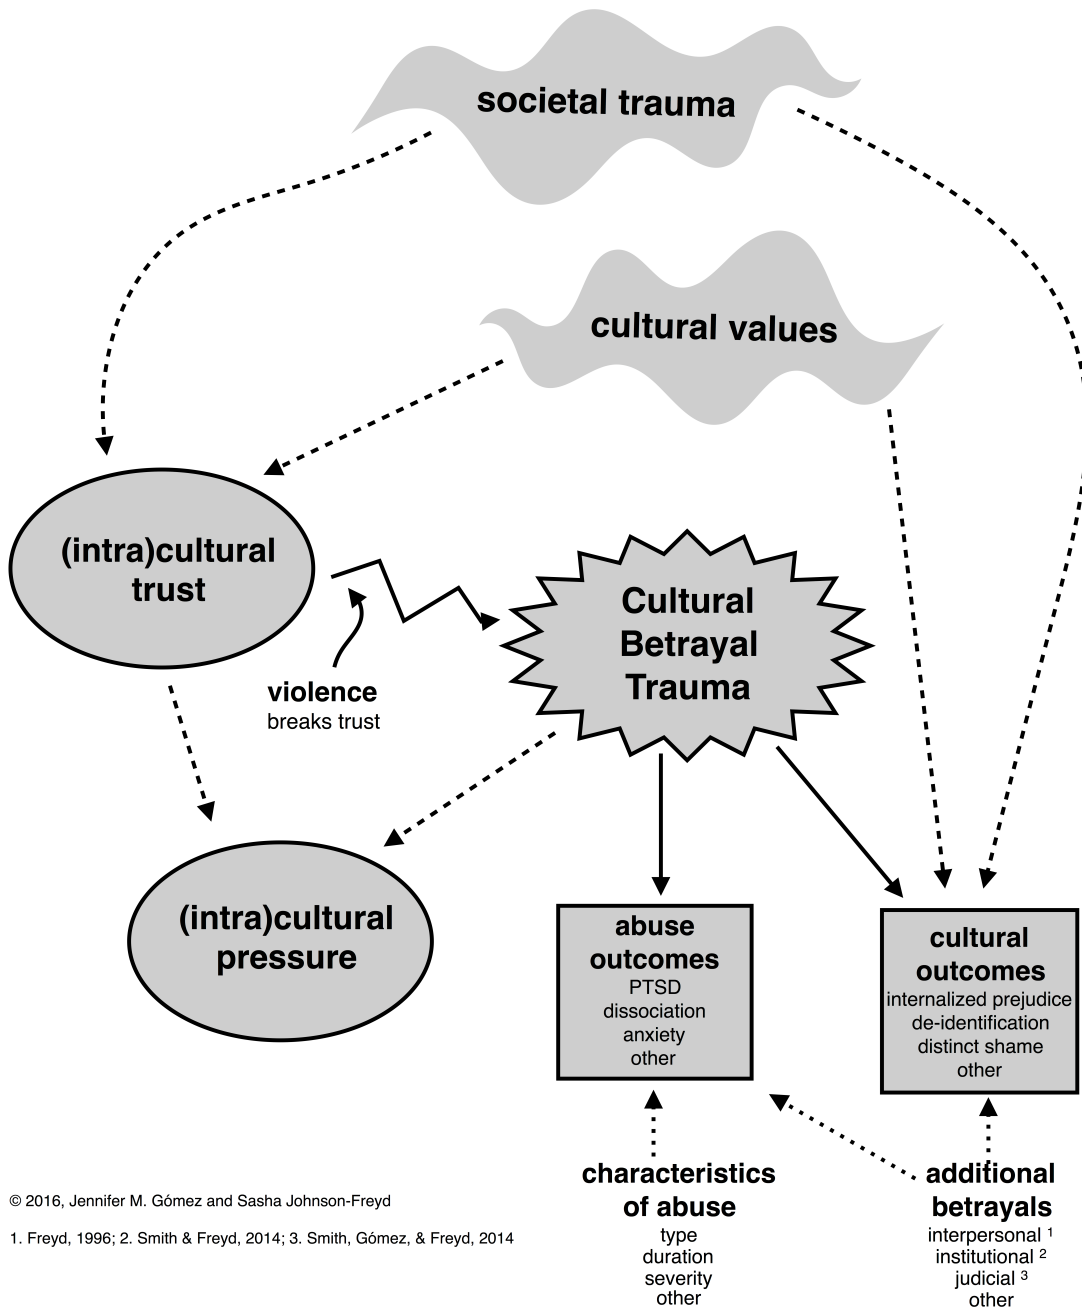 societal trauma
cultural values
(intra)cultural
trust
Cultural
Betrayal
Trauma
violence
breaks trust
(intra)cultural
pressure
abuse
outcomes
PTSD
dissociation
anxiety
other
cultural
outcomes
internalized prejudice
de-identification
distinct shame
other
characteristics
of abuse
type
duration
severity
other
additional
betrayals
interpersonal ¹
institutional ²
judicial ³
other
© 2016, Jennifer M. Gómez and Sasha Johnson-Freyd
1. Freyd, 1996; 2. Smith & Freyd, 2014; 3. Smith, Gómez, & Freyd, 2014